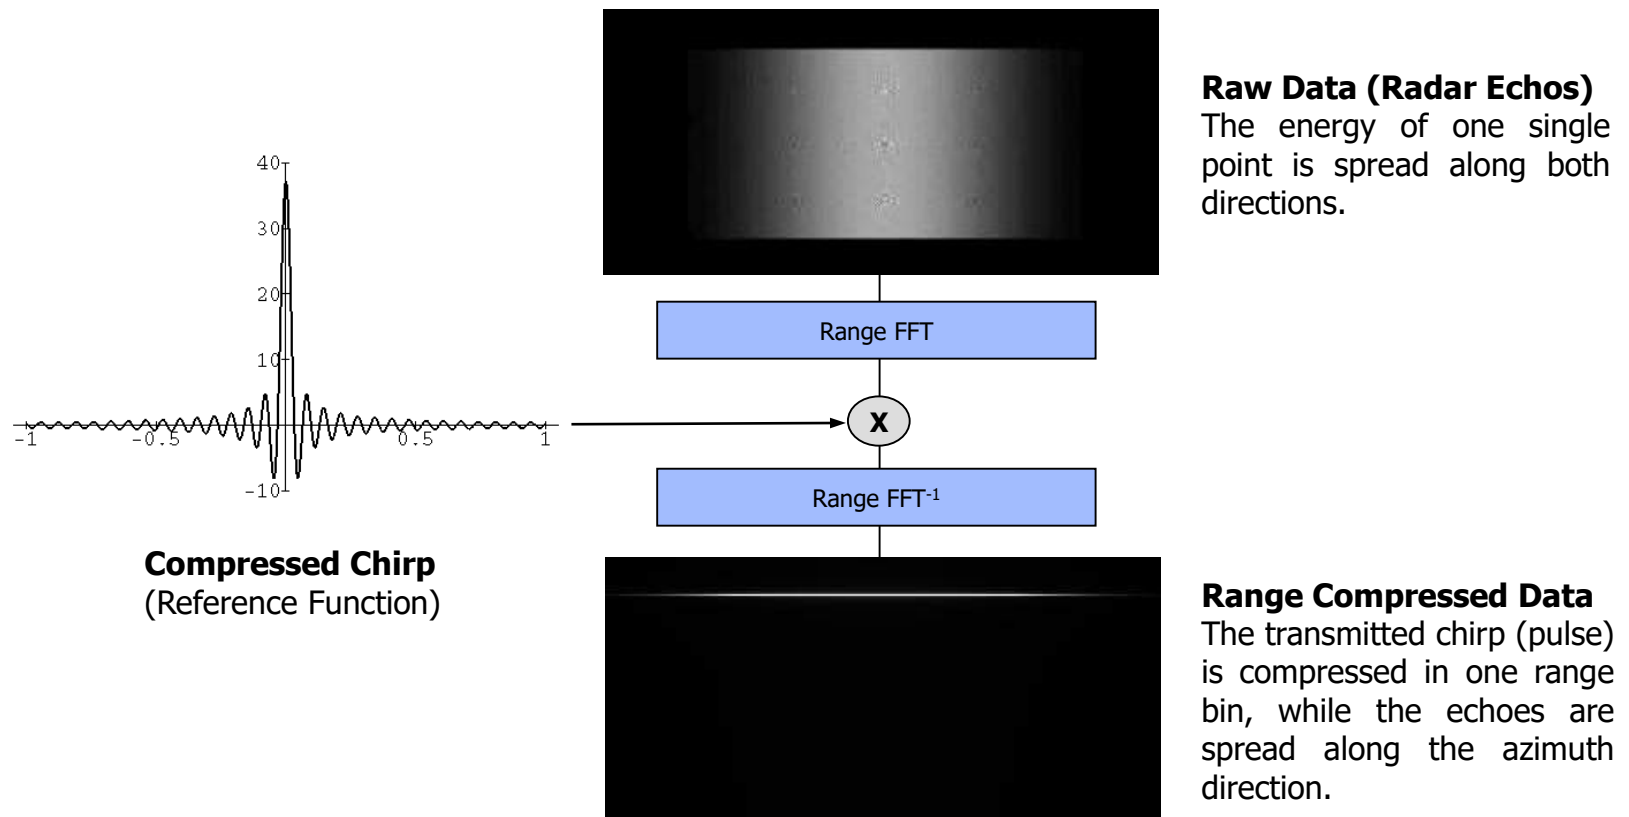 Raw Data (Radar Echos)
The energy of one single
point is spread along both
directions.
40
30
20
10
-10
-1
-0.5
0.5
1
Range FFT
X
Range FFT-1
Compressed Chirp
(Reference Function)
Range Compressed Data
The transmitted chirp (pulse)
is compressed in one range
bin, while the echoes are
spread along the azimuth
direction.